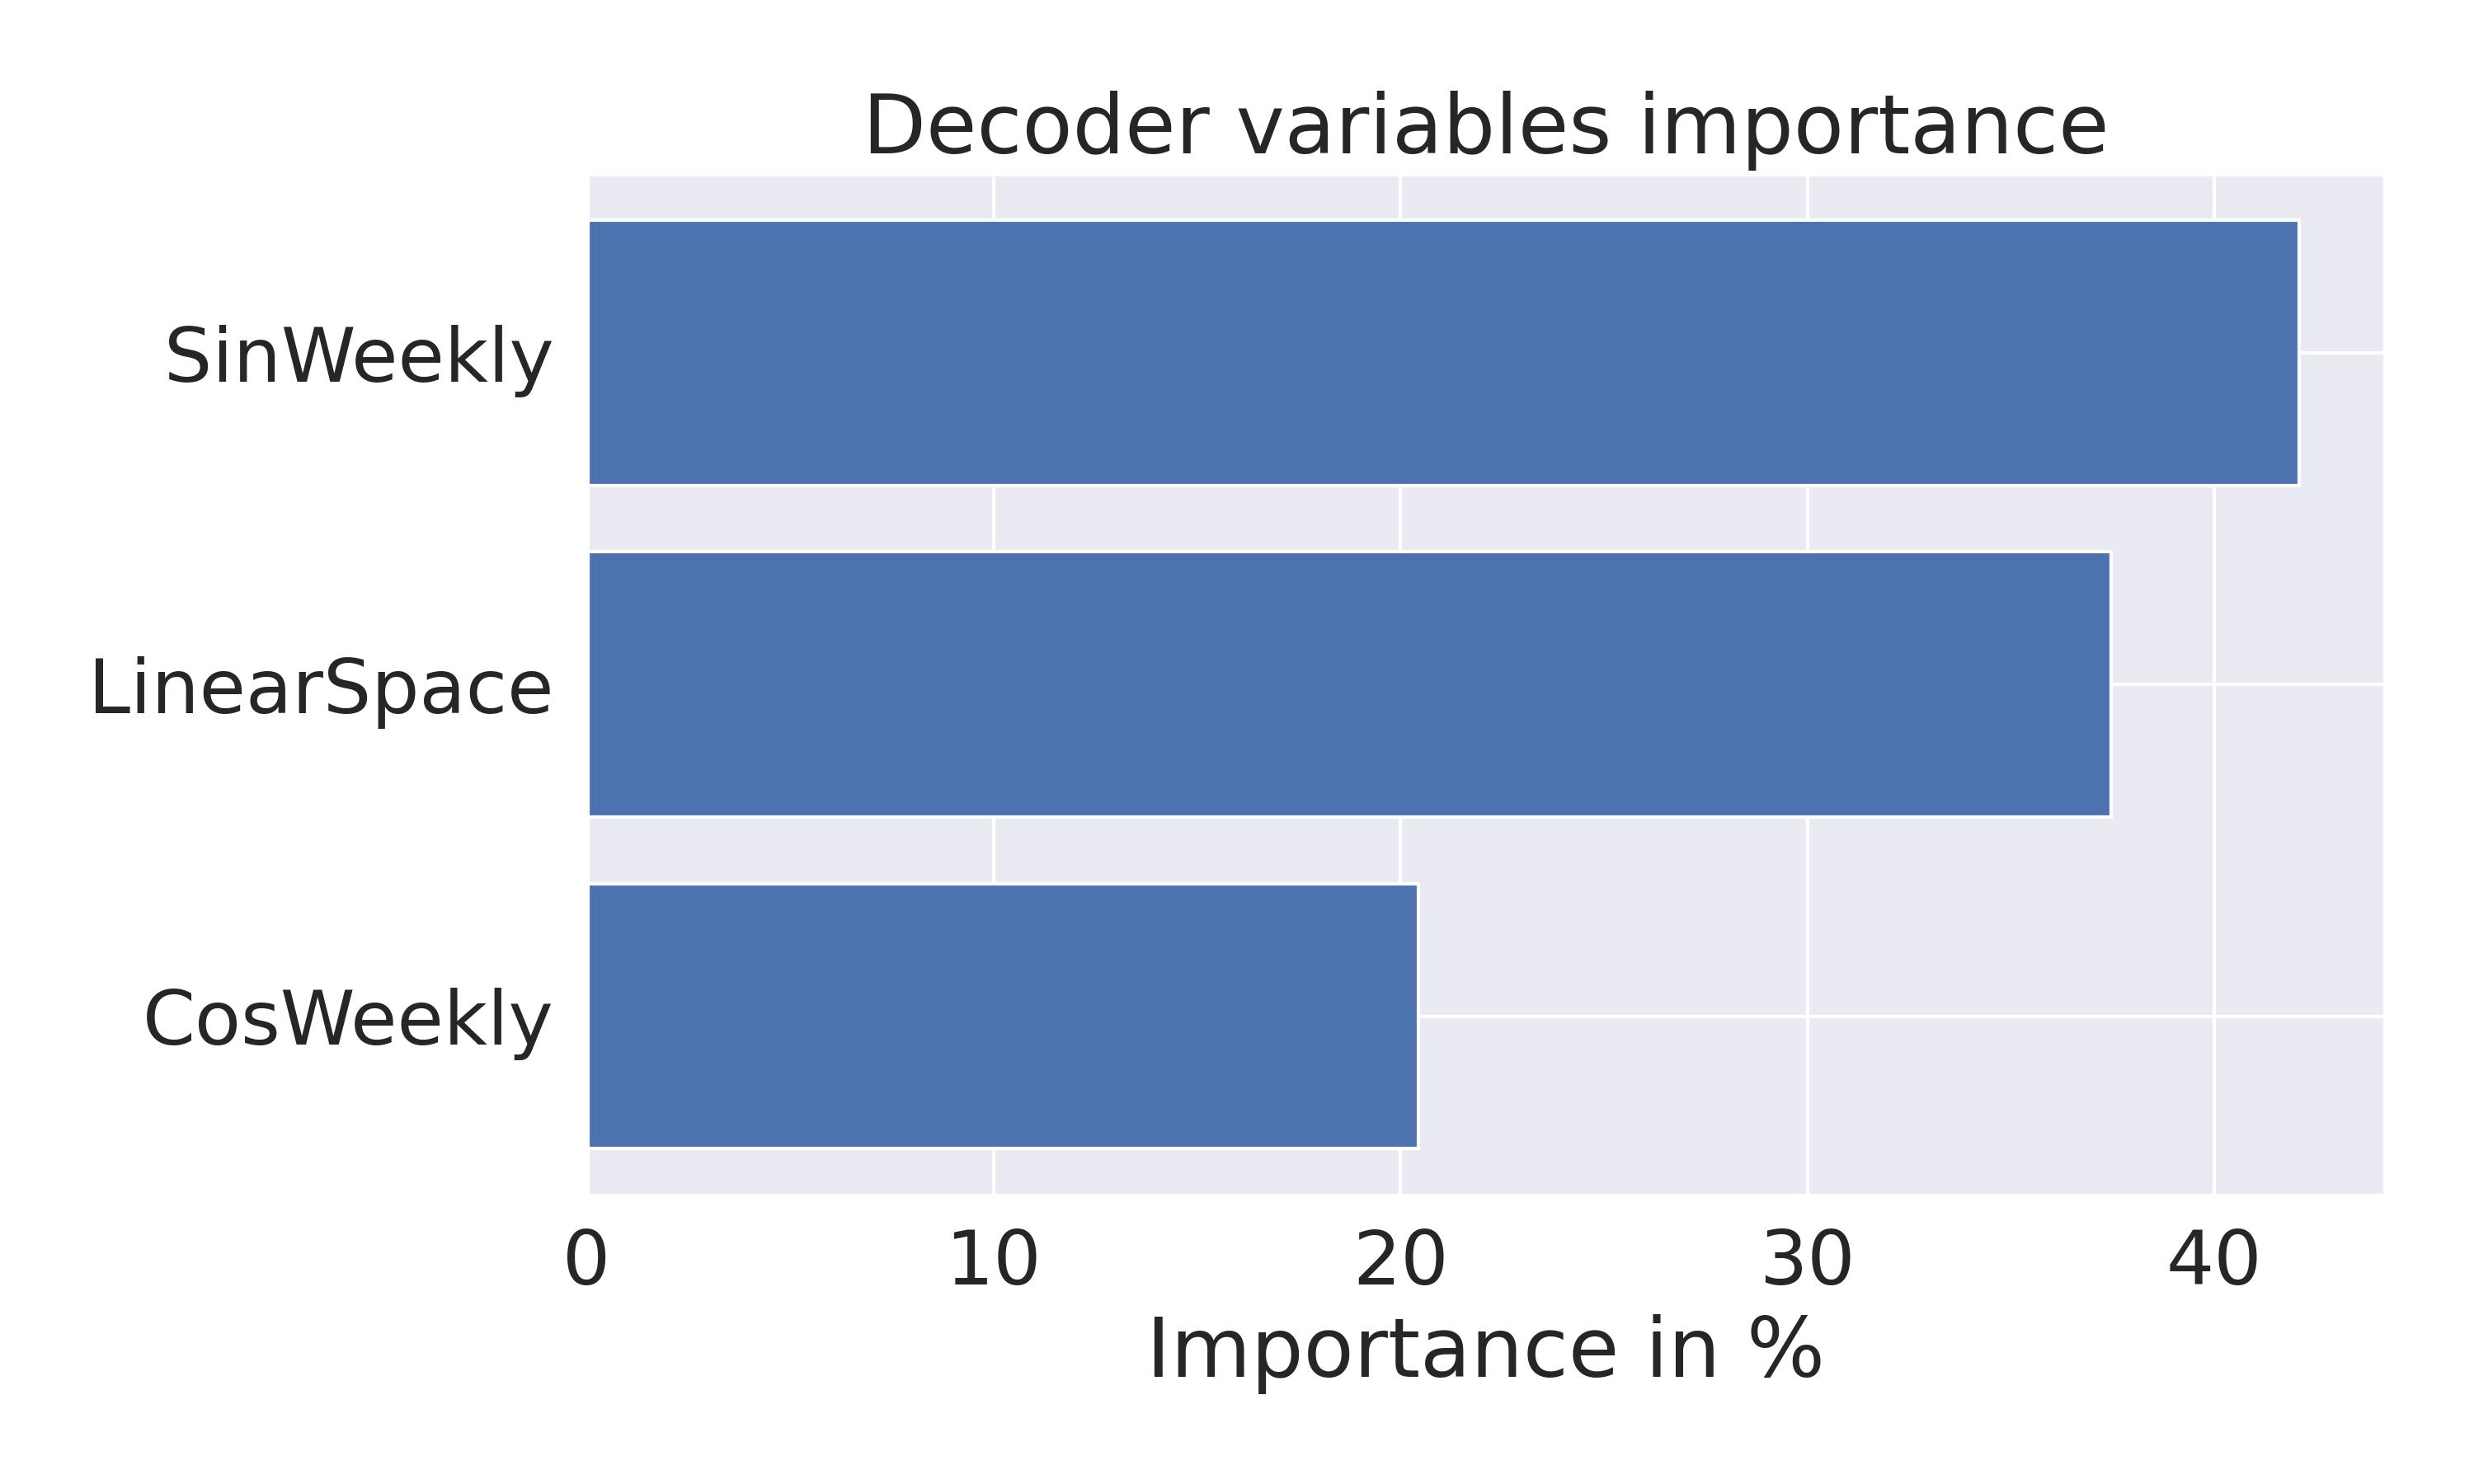 Decoder variables importance
SinWeekly
LinearSpace
CosWeekly
0 10 20 30 40
Importance in %